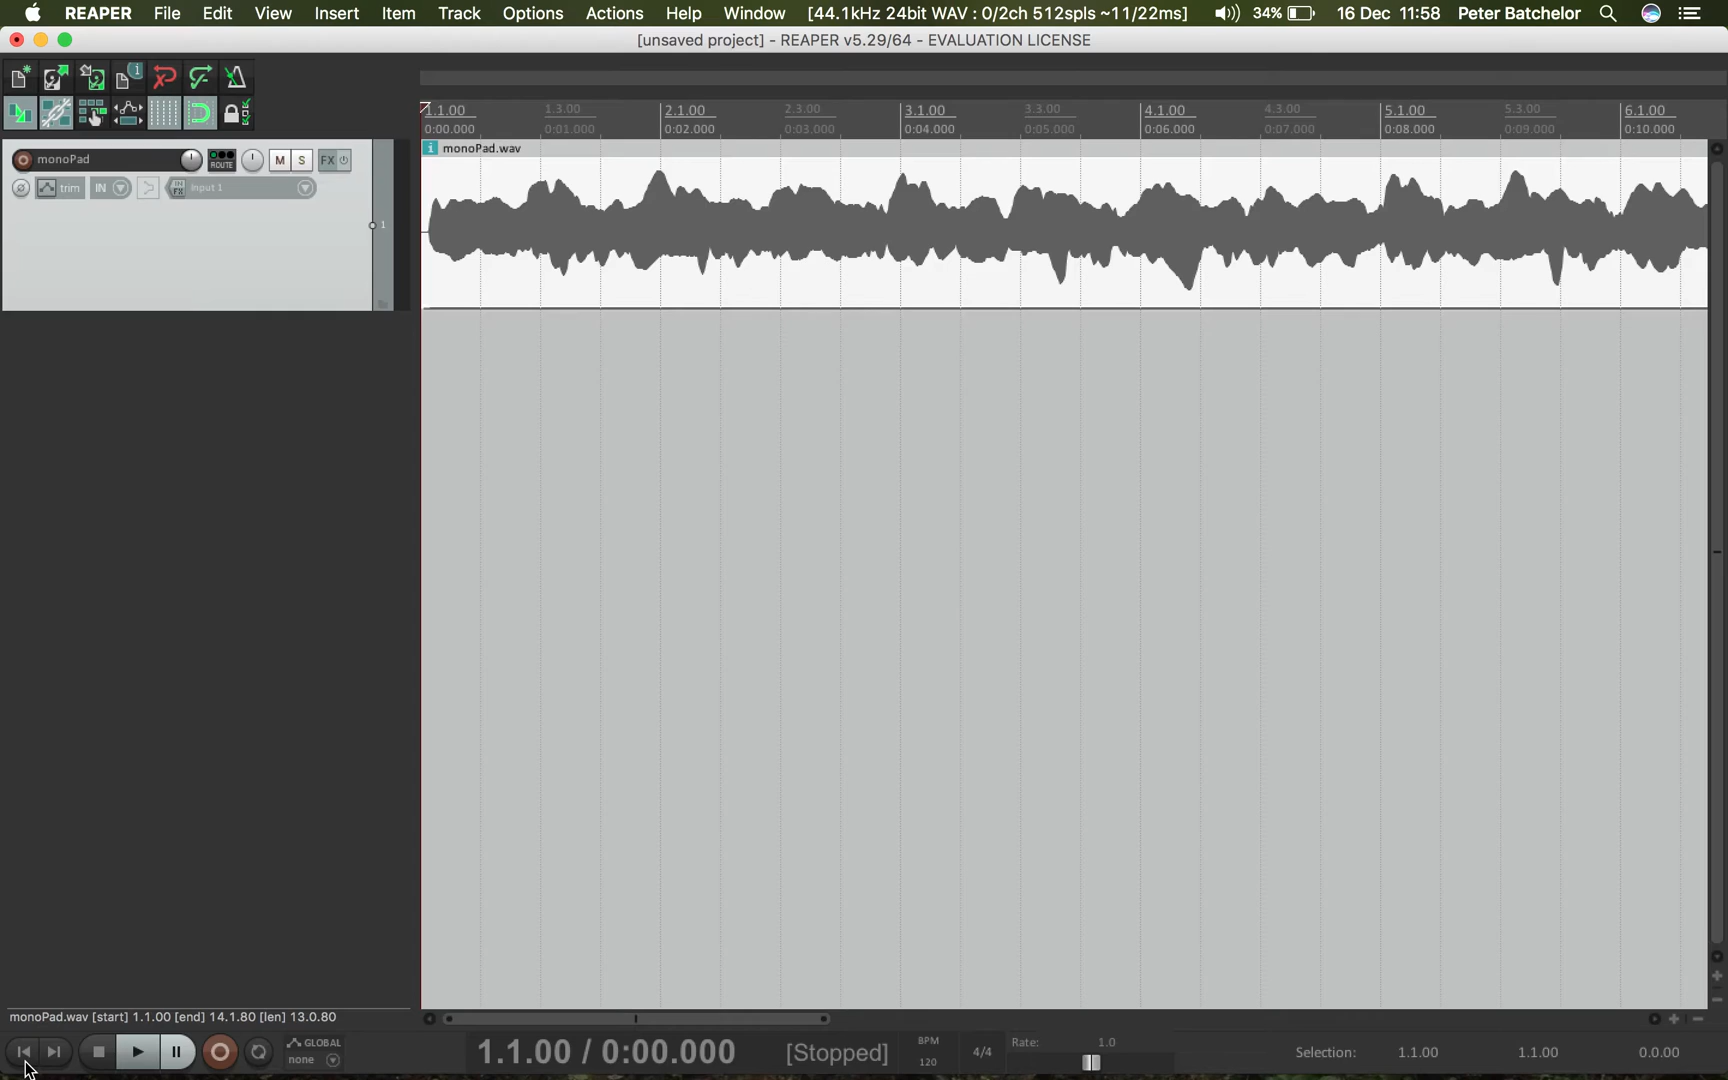 REAPER File Edit View Insert Item Track Options Actions Help Window [44.1kHz 24bit WAV : 0/2ch 512spls ~11/22ms] 34% 16 Dec 11:58 Peter Batchelor
[unsaved project] - REAPER v5.29/64 - EVALUATION LICENSE
1.1.00 1.3.00 2.1.00 2.3.00 3.1.00 3.3.00 4.1.00 4.3.00 5.1.00 5.3.00 6.1.00
0:00.000 0:01.000 0:02.000 0:03.000 0:04.000 0:05.000 0:06.000 0:07.000 0:08.000 0:09.000 0:10.000
i monoPad.wav
monoPad ROUTE M S FX
trim IN IN FX Input 1
1
monoPad.wav [start] 1.1.00 [end] 14.1.80 [len] 13.0.80
GLOBAL
none
1.1.00 / 0:00.000 [Stopped]
BPM
120
4/4
Rate: 1.0
Selection: 1.1.00 1.1.00 0.0.00